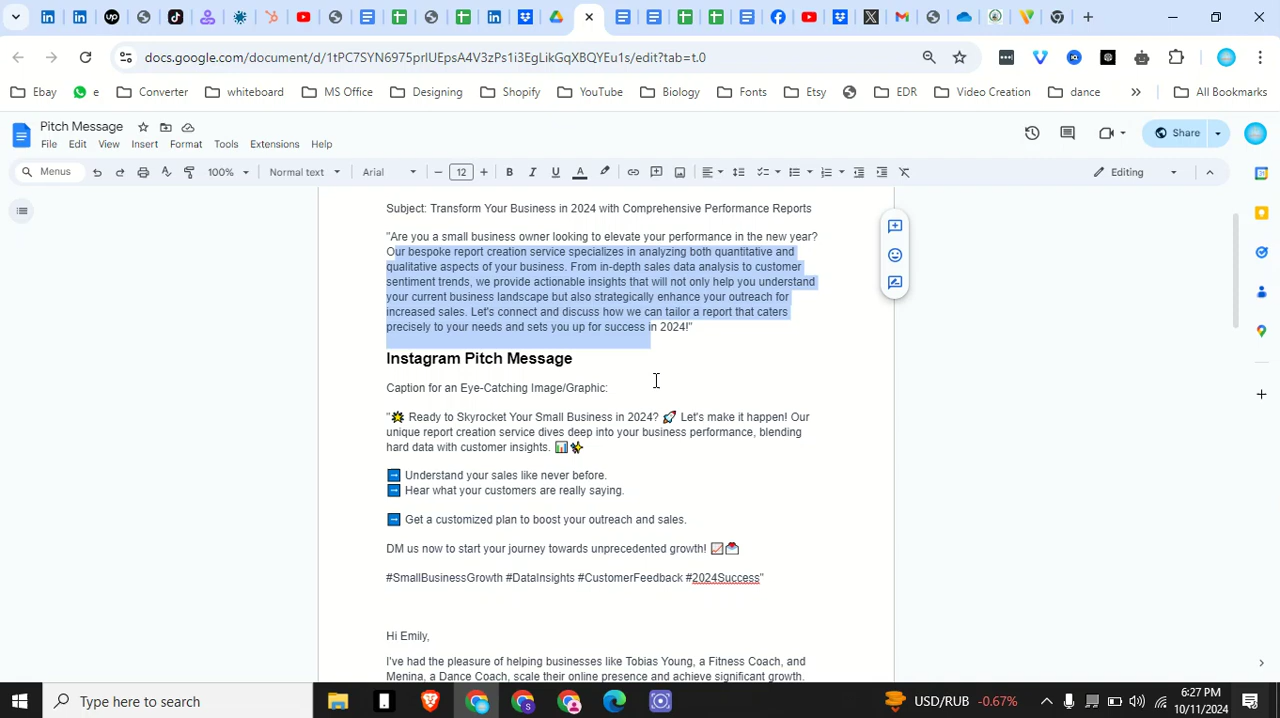 docs.google.com/document/d/1tPC7SYN6975prIUEpsA4V3zPs1i3EgLikGqXBQYEu1s/edit?tab=t.0
Ebay
e
Converter
whiteboard
MS Office
Designing
Shopify
YouTube
Biology
Fonts
Etsy
EDR
Video Creation
dance
All Bookmarks
Pitch Message
File Edit View Insert Format Tools Extensions Help
Share
Menus
100%
Normal text
Arial
12
Editing
Subject: Transform Your Business in 2024 with Comprehensive Performance Reports
"Are you a small business owner looking to elevate your performance in the new year?
Our bespoke report creation service specializes in analyzing both quantitative and
qualitative aspects of your business. From in-depth sales data analysis to customer
sentiment trends, we provide actionable insights that will not only help you understand
your current business landscape but also strategically enhance your outreach for
increased sales. Let's connect and discuss how we can tailor a report that caters
precisely to your needs and sets you up for success in 2024!"
Instagram Pitch Message
Caption for an Eye-Catching Image/Graphic:
"🌟 Ready to Skyrocket Your Small Business in 2024? 🚀 Let's make it happen! Our
unique report creation service dives deep into your business performance, blending
hard data with customer insights. 📊✨
➡️ Understand your sales like never before.
➡️ Hear what your customers are really saying.
➡️ Get a customized plan to boost your outreach and sales.
DM us now to start your journey towards unprecedented growth! 📈💌
#SmallBusinessGrowth #DataInsights #CustomerFeedback #2024Success"
Hi Emily,
I've had the pleasure of helping businesses like Tobias Young, a Fitness Coach, and
Menina, a Dance Coach, scale their online presence and achieve significant growth.
Type here to search
USD/RUB -0.67%
6:27 PM
10/11/2024